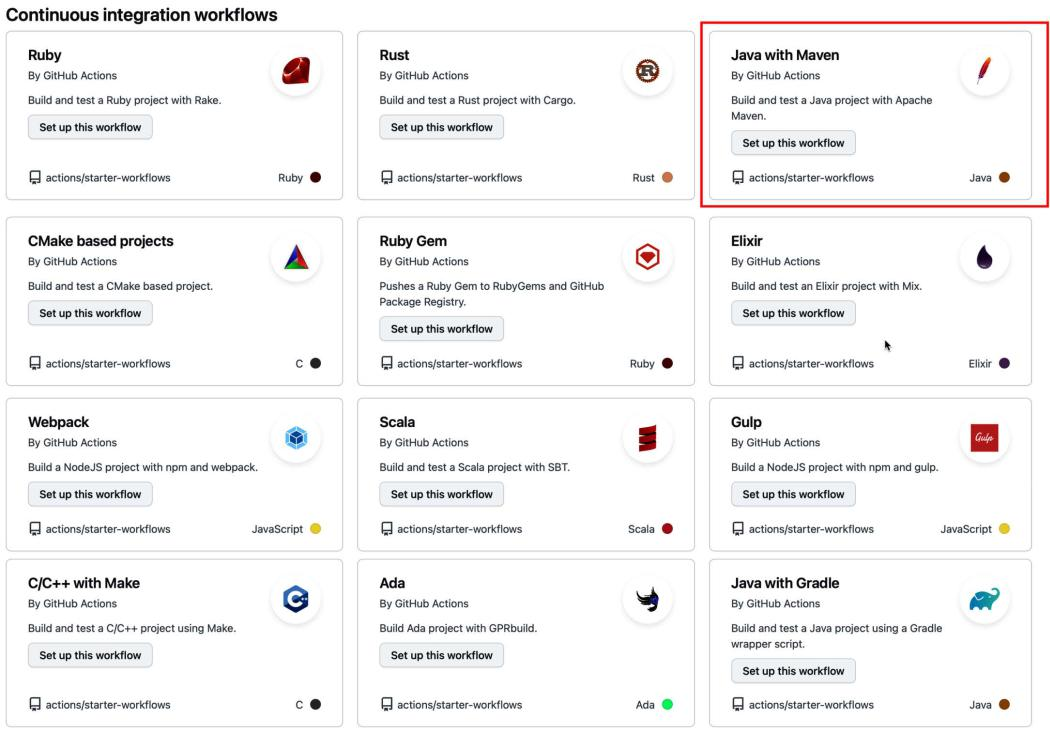 Continuous integration workflows
Ruby
By GitHub Actions
Build and test a Ruby project with Rake.
Set up this workflow
actions/starter-workflows
Ruby
Rust
By GitHub Actions
Build and test a Rust project with Cargo.
Set up this workflow
actions/starter-workflows
Rust
Java with Maven
By GitHub Actions
Build and test a Java project with Apache
Maven.
Set up this workflow
actions/starter-workflows
Java
CMake based projects
By GitHub Actions
Build and test a CMake based project.
Set up this workflow
actions/starter-workflows
C
Ruby Gem
By GitHub Actions
Pushes a Ruby Gem to RubyGems and GitHub
Package Registry.
Set up this workflow
actions/starter-workflows
Ruby
Elixir
By GitHub Actions
Build and test an Elixir project with Mix.
Set up this workflow
actions/starter-workflows
Elixir
Webpack
By GitHub Actions
Build a NodeJS project with npm and webpack.
Set up this workflow
actions/starter-workflows
JavaScript
Scala
By GitHub Actions
Build and test a Scala project with SBT.
Set up this workflow
actions/starter-workflows
Scala
Gulp
Gulp
By GitHub Actions
Build a NodeJS project with npm and gulp.
Set up this workflow
actions/starter-workflows
JavaScript
C/C++ with Make
By GitHub Actions
Build and test a C/C++ project using Make.
Set up this workflow
actions/starter-workflows
C
Ada
By GitHub Actions
Build Ada project with GPRbuild.
Set up this workflow
actions/starter-workflows
Ada
Java with Gradle
By GitHub Actions
Build and test a Java project using a Gradle
wrapper script.
Set up this workflow
actions/starter-workflows
Java